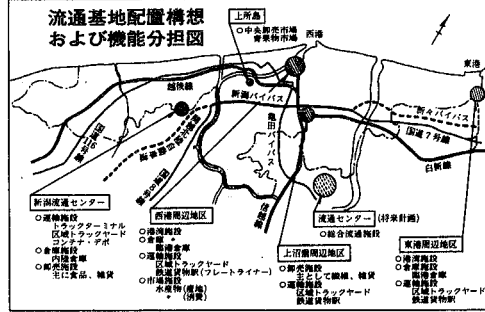 流通基地配置構想
および機能分担図
上所島
○中央卸売市場
青果物市場
西港
東港
越後線
新潟バイパス
亀田バイパス
新々バイパス
国道7号線
白新線
国道8号線
信越線
新潟流通センター
○運輸施設
トラックターミナル
区域トラックヤード
コンテナ・デポ
○倉庫施設
内陸倉庫
○卸売施設
主に食品、雑貨
西港周辺地区
○港湾施設
○倉庫 〃
臨港倉庫
○運輸施設
区域トラックヤード
鉄道貨物駅(フレートライナー)
○市場施設
水産物(産地)
〃 (消費)
流通センター(将来計画)
○総合流通施設
上沼周辺地区
○卸売施設
主として繊維、雑貨
○運輸施設
区域トラックヤード
鉄道貨物駅
東港周辺地区
○港湾施設
○倉庫施設
臨港倉庫
○運輸施設
区域トラックヤード
鉄道貨物駅